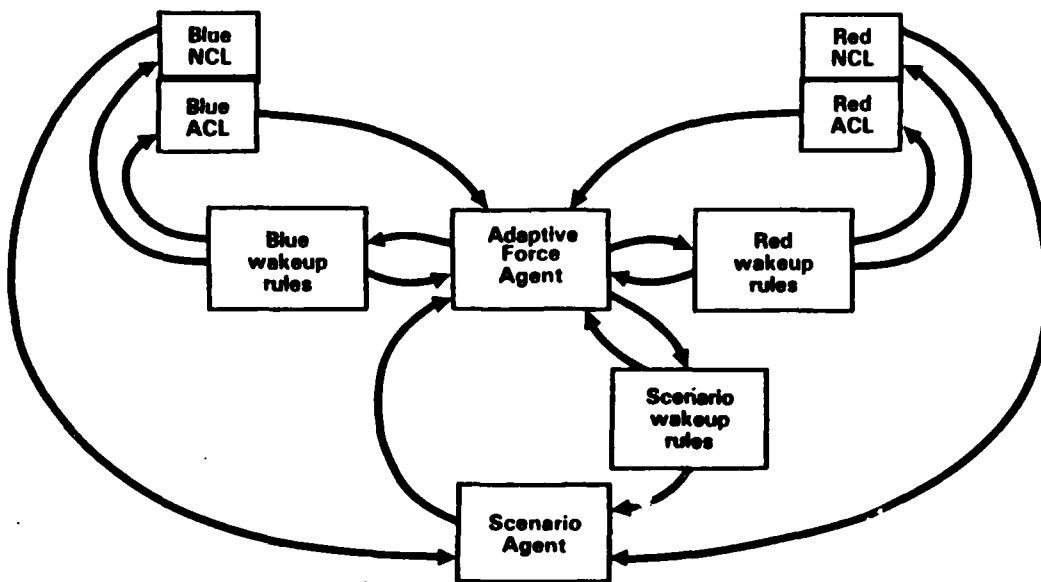 Blue
NCL
Blue
ACL
Red
NCL
Red
ACL
Blue
wakeup
rules
Adaptive
Force
Agent
Red
wakeup
rules
Scenario
wakeup
rules
Scenario
Agent